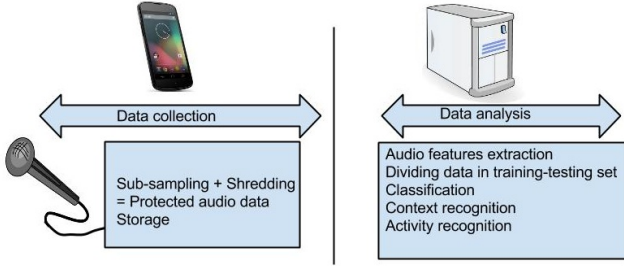 Data collection
Sub-sampling + Shredding
= Protected audio data
Storage
Data analysis
Audio features extraction
Dividing data in training-testing set
Classification
Context recognition
Activity recognition